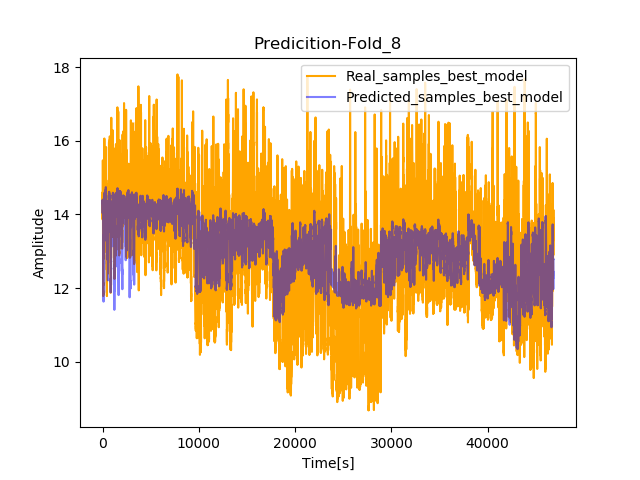 Predicition-Fold_8
Real_samples_best_model
Predicted_samples_best_model
Amplitude
18
16
14
12
10
0
10000
20000
30000
40000
Time[s]